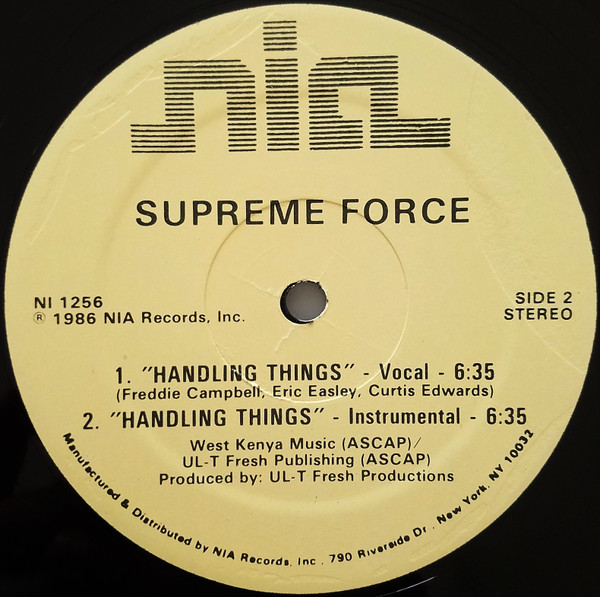 nia
SUPREME FORCE
NI 1256
℗ 1986 NIA Records, Inc.
SIDE 2
STEREO
1. "HANDLING THINGS" - Vocal - 6:35
(Freddie Campbell, Eric Easley, Curtis Edwards)
2. "HANDLING THINGS" - Instrumental - 6:35
West Kenya Music (ASCAP)/
UL-T Fresh Publishing (ASCAP)
Produced by: UL-T Fresh Productions
Manufactured & Distributed by NIA Records, Inc. 790 Riverside Dr., New York, NY 10032